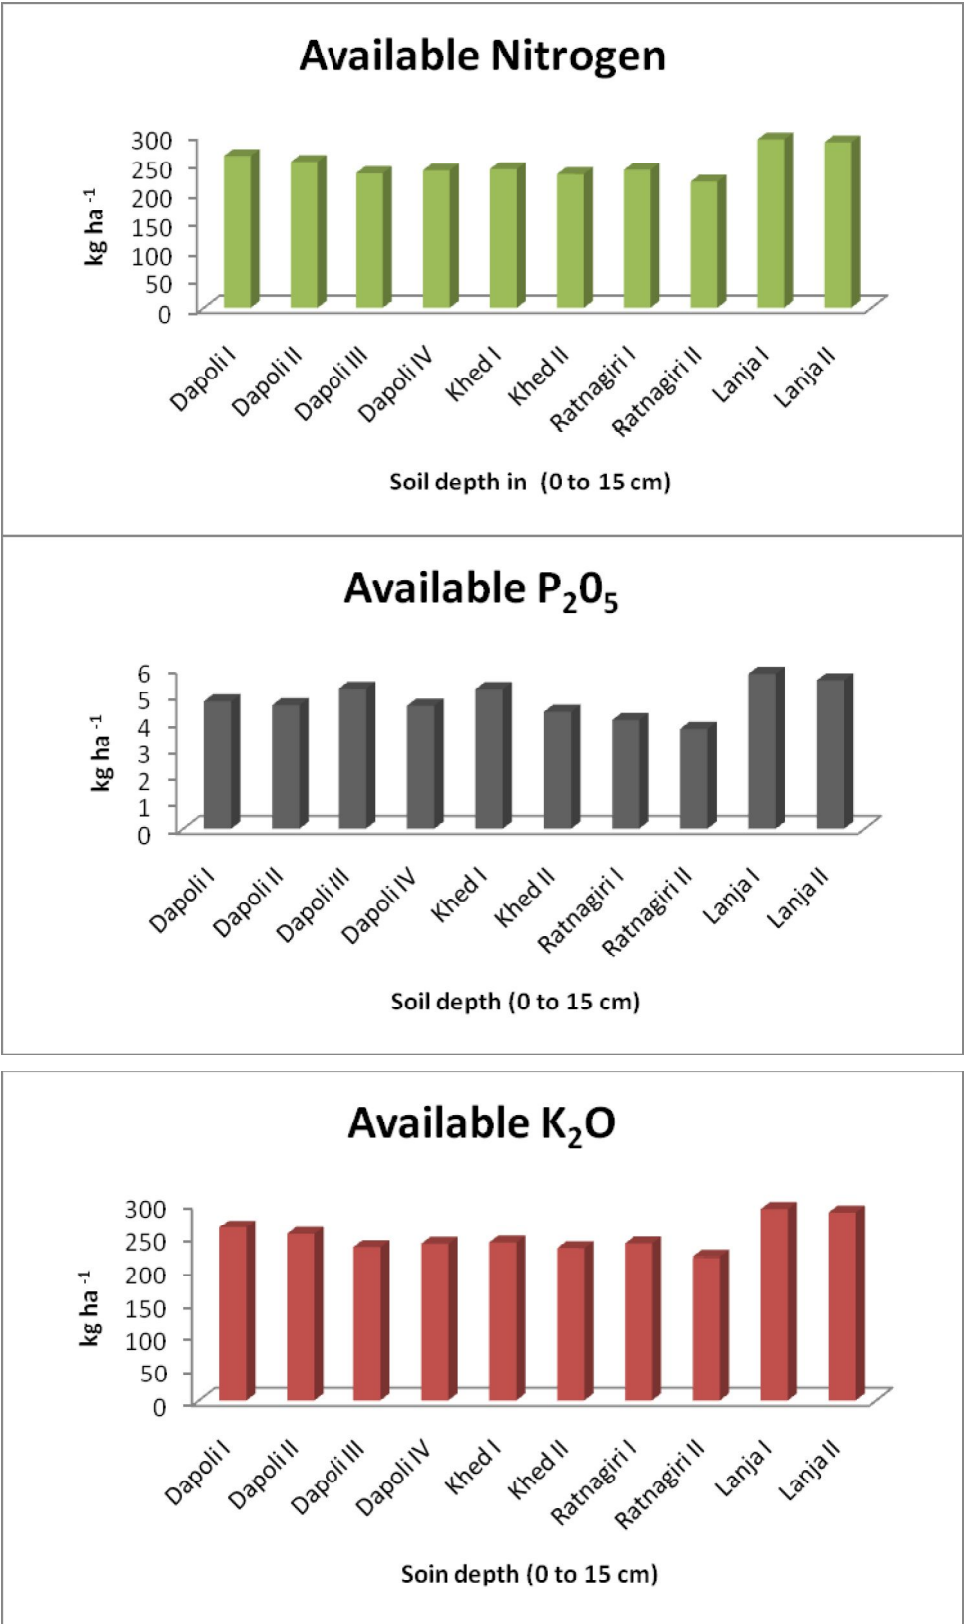 Available Nitrogen
300
250
200
150
100
50
0
kg ha -1
Dapoli I
Dapoli II
Dapoli III
Dapoli IV
Khed I
Khed II
Ratnagiri I
Ratnagiri II
Lanja I
Lanja II
Soil depth in (0 to 15 cm)
Available P₂0₅
6
5
4
3
2
1
0
kg ha -1
Dapoli I
Dapoli II
Dapoli III
Dapoli IV
Khed I
Khed II
Ratnagiri I
Ratnagiri II
Lanja I
Lanja II
Soil depth (0 to 15 cm)
Available K₂O
300
250
200
150
100
50
0
kg ha -1
Dapoli I
Dapoli II
Dapoli III
Dapoli IV
Khed I
Khed II
Ratnagiri I
Ratnagiri II
Lanja I
Lanja II
Soin depth (0 to 15 cm)